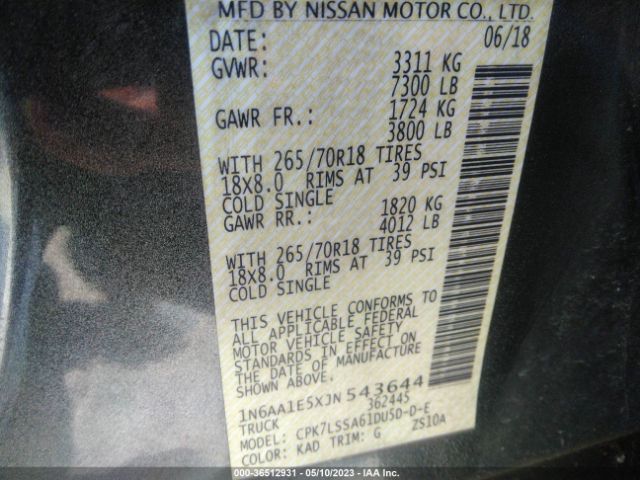 MFD BY NISSAN MOTOR CO., LTD.
DATE: 06/18
GVWR: 3311 KG
7300 LB
GAWR FR.: 1724 KG
3800 LB
WITH 265/70R18 TIRES
18X8.0 RIMS AT 39 PSI
COLD SINGLE
GAWR RR.: 1820 KG
4012 LB
WITH 265/70R18 TIRES
18X8.0 RIMS AT 39 PSI
COLD SINGLE
THIS VEHICLE CONFORMS TO
ALL APPLICABLE FEDERAL
MOTOR VEHICLE SAFETY
STANDARDS IN EFFECT ON
THE DATE OF MANUFACTURE
SHOWN ABOVE.
1N6AA1E5XJN543644
TRUCK 362445
MODEL: CPK7LSSA61DU5D-D-E
COLOR: KAD TRIM: G ZS10A
000-36512931 - 05/10/2023 - IAA Inc.